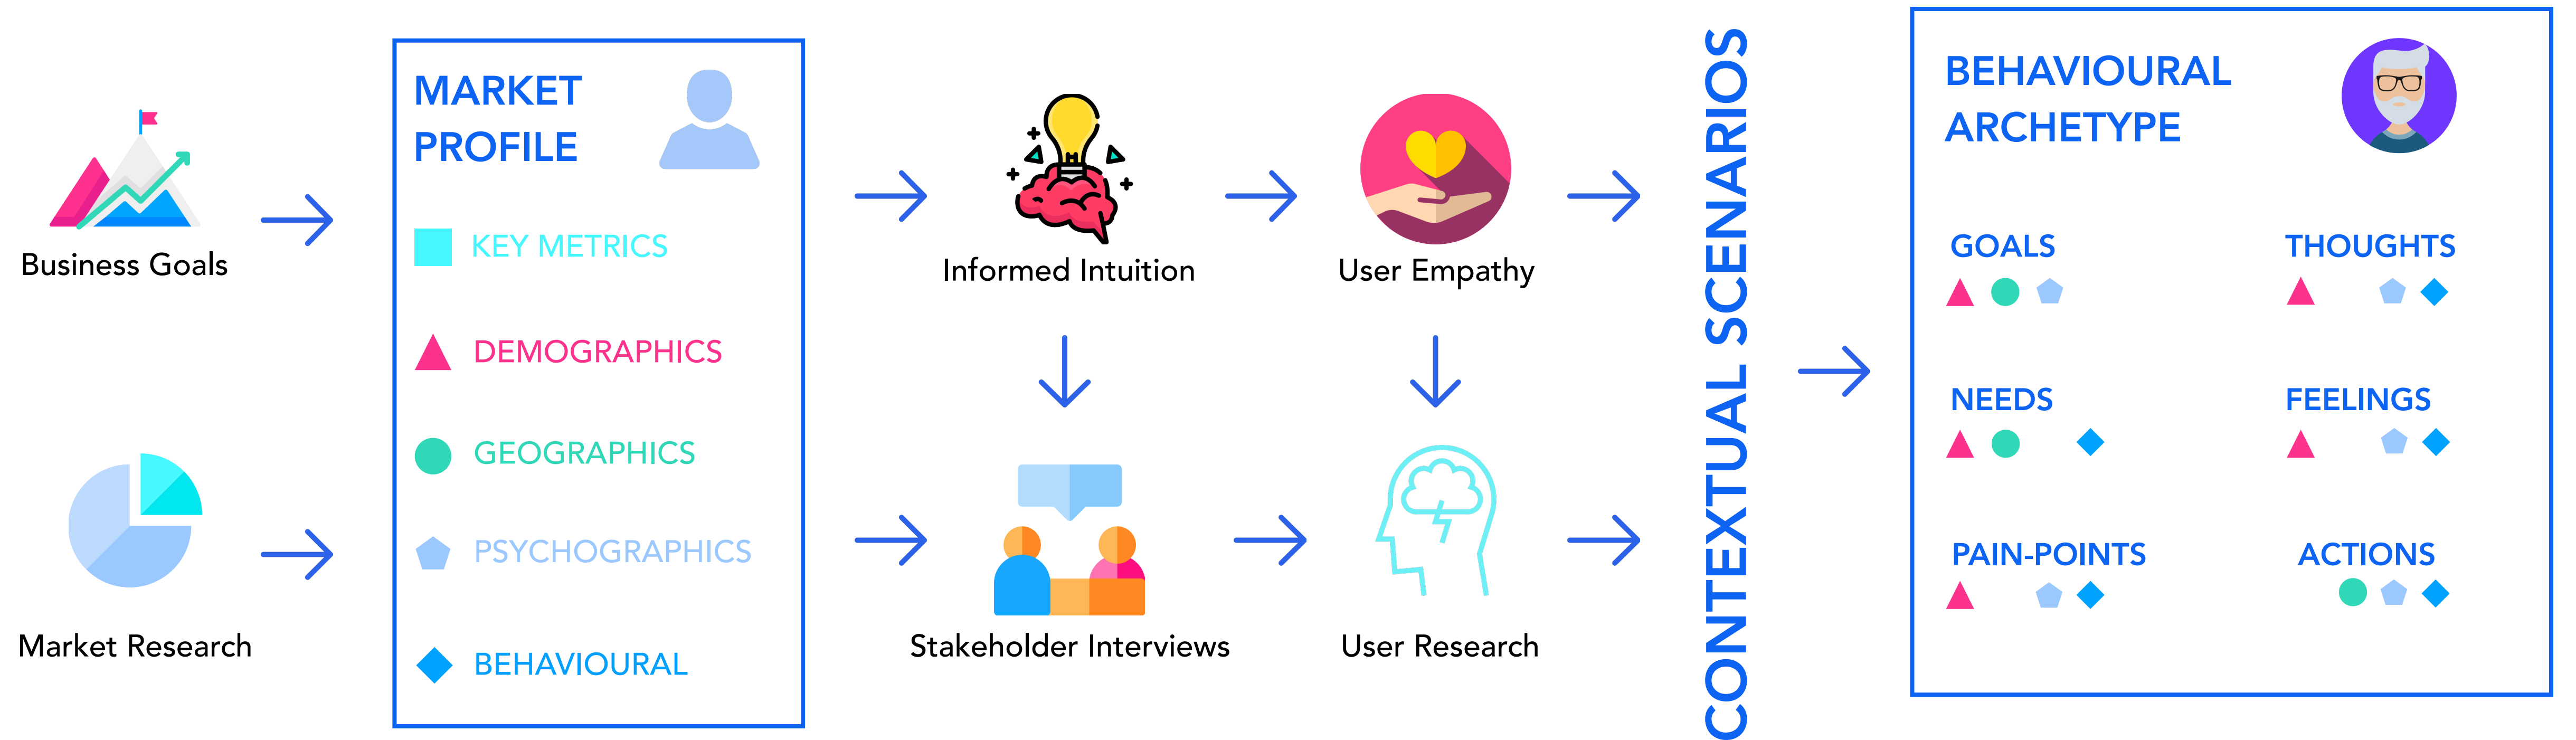 Business Goals
Market Research
MARKET
PROFILE
KEY METRICS
DEMOGRAPHICS
GEOGRAPHICS
PSYCHOGRAPHICS
BEHAVIOURAL
Informed Intuition
User Empathy
Stakeholder Interviews
User Research
CONTEXTUAL SCENARIOS
BEHAVIOURAL
ARCHETYPE
GOALS
THOUGHTS
NEEDS
FEELINGS
PAIN-POINTS
ACTIONS